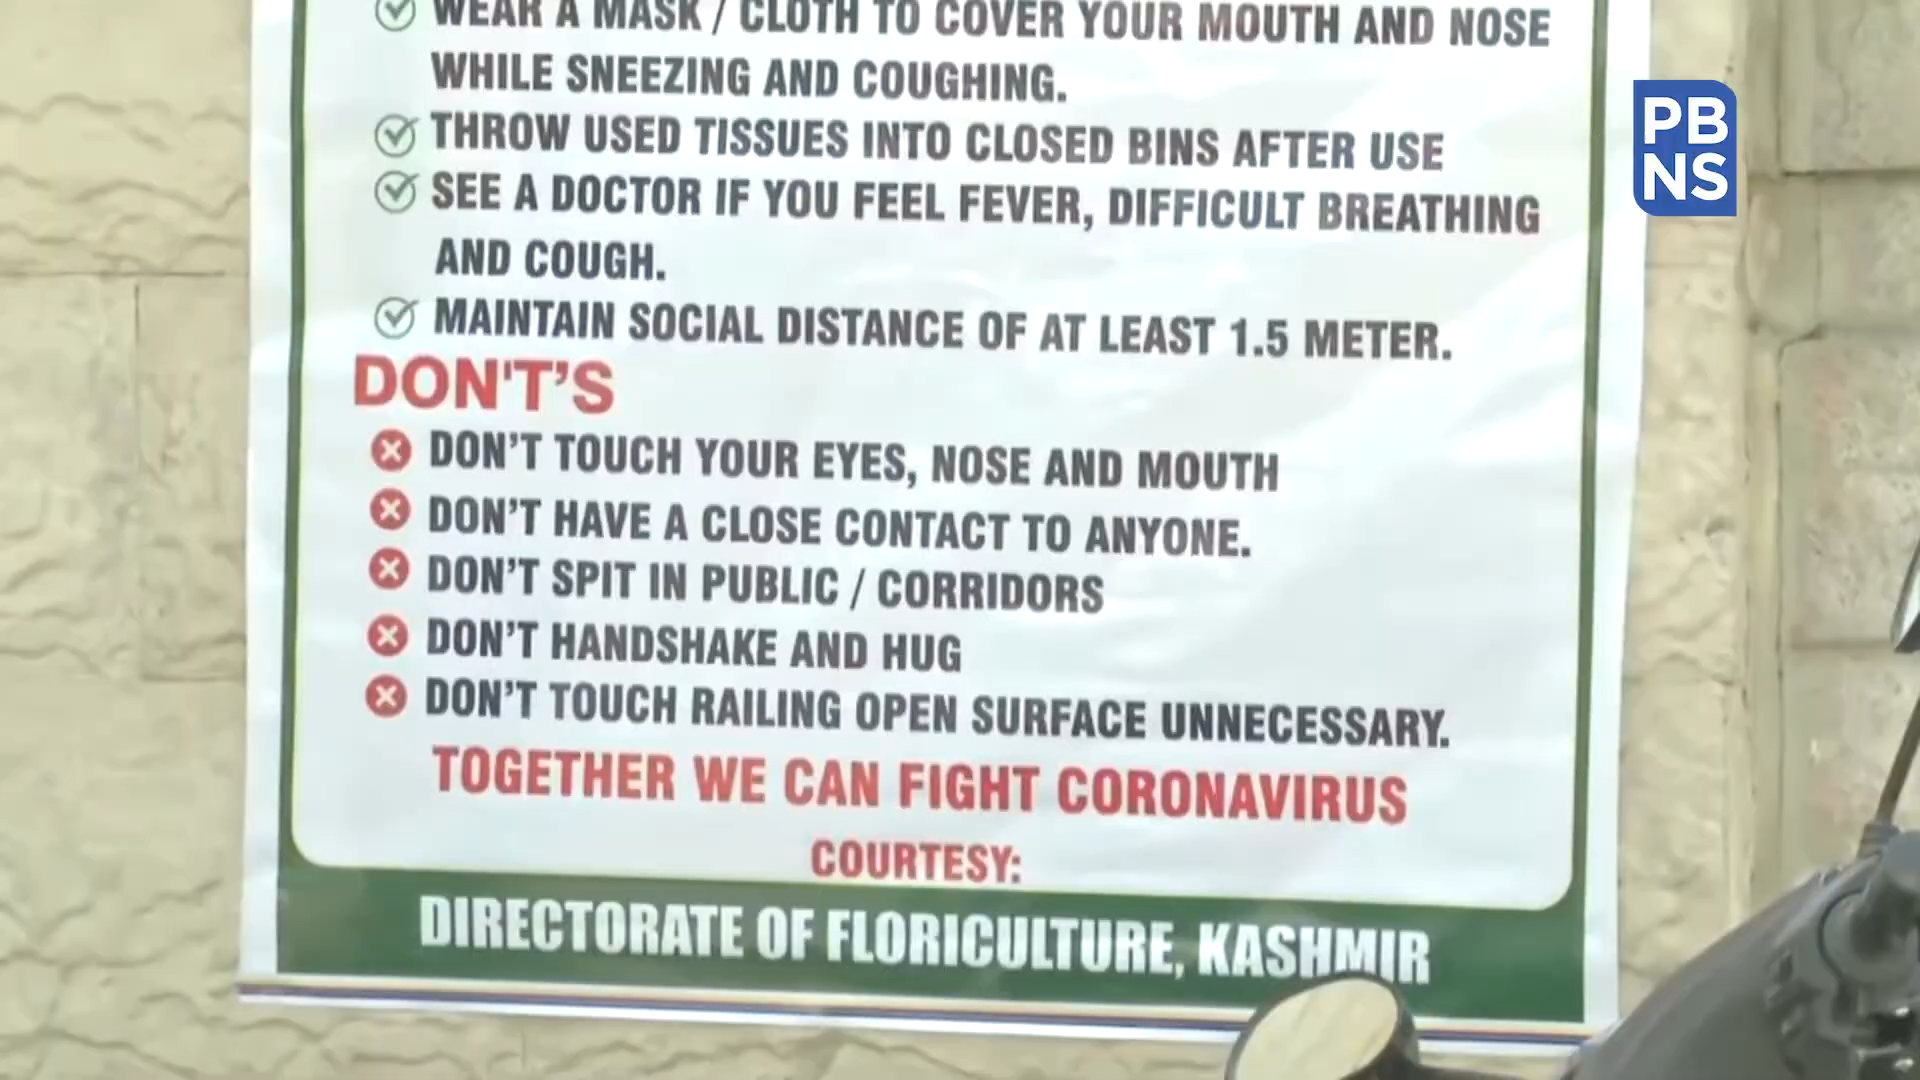 WEAR A MASK / CLOTH TO COVER YOUR MOUTH AND NOSE
WHILE SNEEZING AND COUGHING.
THROW USED TISSUES INTO CLOSED BINS AFTER USE
SEE A DOCTOR IF YOU FEEL FEVER, DIFFICULT BREATHING
AND COUGH.
MAINTAIN SOCIAL DISTANCE OF AT LEAST 1.5 METER.
DON'T'S
DON'T TOUCH YOUR EYES, NOSE AND MOUTH
DON'T HAVE A CLOSE CONTACT TO ANYONE.
DON'T SPIT IN PUBLIC / CORRIDORS
DON'T HANDSHAKE AND HUG
DON'T TOUCH RAILING OPEN SURFACE UNNECESSARY.
TOGETHER WE CAN FIGHT CORONAVIRUS
COURTESY:
DIRECTORATE OF FLORICULTURE, KASHMIR
PB
NS